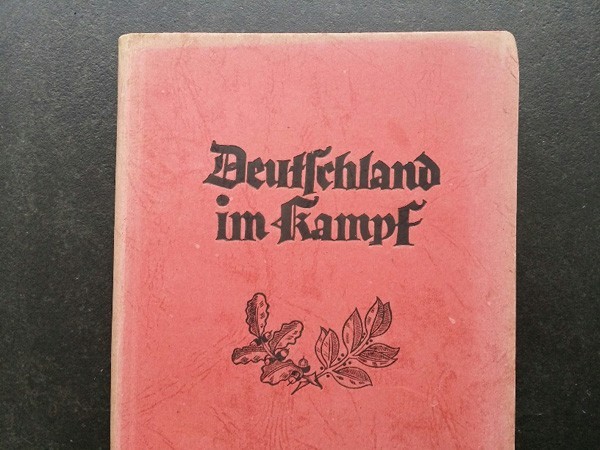 Deutschland
im Kampf